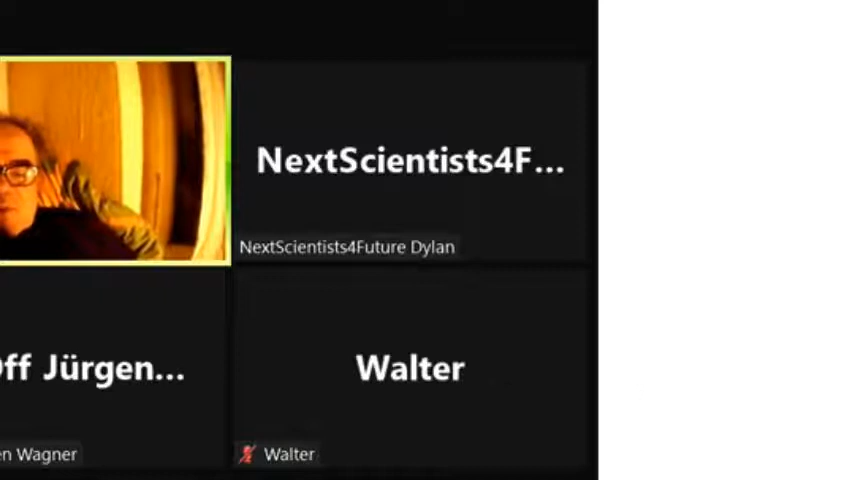 NextScientists4F...
NextScientists4Future Dylan
ff Jürgen...
Walter
en Wagner
Walter